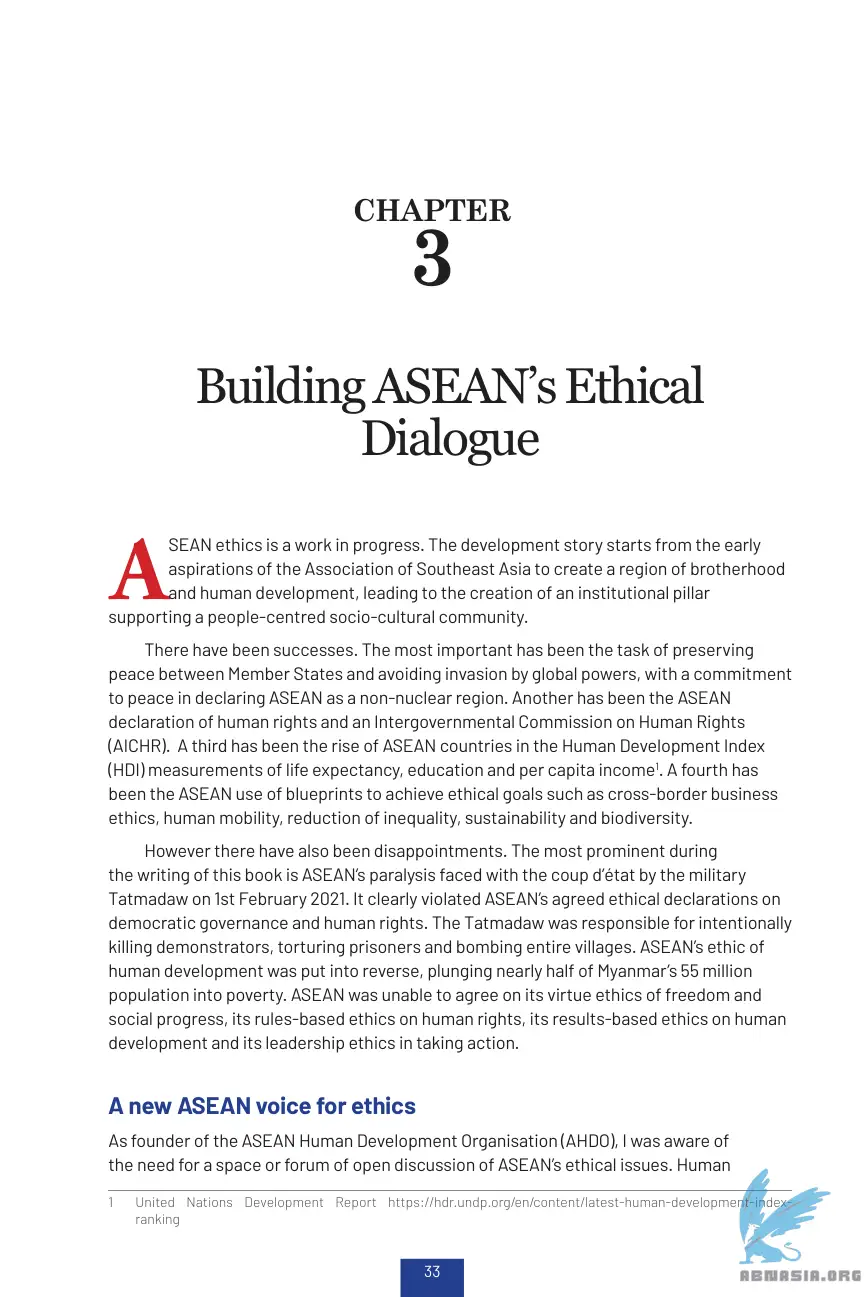 CHAPTER
3
Building ASEAN’s Ethical
Dialogue
ASEAN ethics is a work in progress. The development story starts from the early
aspirations of the Association of Southeast Asia to create a region of brotherhood
and human development, leading to the creation of an institutional pillar
supporting a people-centred socio-cultural community.
There have been successes. The most important has been the task of preserving
peace between Member States and avoiding invasion by global powers, with a commitment
to peace in declaring ASEAN as a non-nuclear region. Another has been the ASEAN
declaration of human rights and an Intergovernmental Commission on Human Rights
(AICHR).  A third has been the rise of ASEAN countries in the Human Development Index
(HDI) measurements of life expectancy, education and per capita income1. A fourth has
been the ASEAN use of blueprints to achieve ethical goals such as cross-border business
ethics, human mobility, reduction of inequality, sustainability and biodiversity.
However there have also been disappointments. The most prominent during
the writing of this book is ASEAN’s paralysis faced with the coup d’état by the military
Tatmadaw on 1st February 2021. It clearly violated ASEAN’s agreed ethical declarations on
democratic governance and human rights. The Tatmadaw was responsible for intentionally
killing demonstrators, torturing prisoners and bombing entire villages. ASEAN’s ethic of
human development was put into reverse, plunging nearly half of Myanmar’s 55 million
population into poverty. ASEAN was unable to agree on its virtue ethics of freedom and
social progress, its rules-based ethics on human rights, its results-based ethics on human
development and its leadership ethics in taking action.
A new ASEAN voice for ethics
As founder of the ASEAN Human Development Organisation (AHDO), I was aware of
the need for a space or forum of open discussion of ASEAN’s ethical issues. Human
1 United Nations Development Report https://hdr.undp.org/en/content/latest-human-development-index-
ranking
33
ABNASIA.ORG